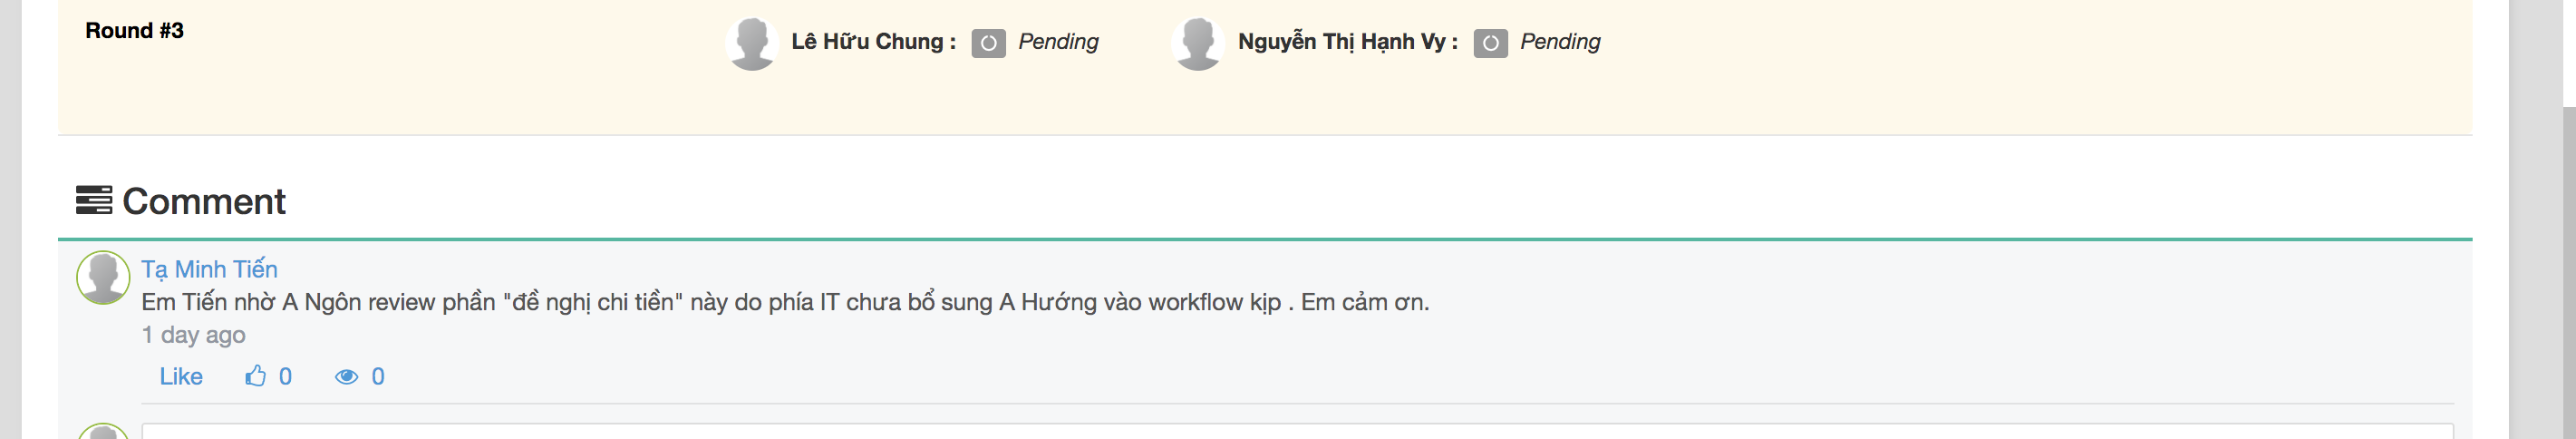 Round #3
Lê Hữu Chung : Pending Nguyễn Thị Hạnh Vy : Pending
Comment
Tạ Minh Tiến
Em Tiến nhờ A Ngôn review phần "đề nghị chi tiền" này do phía IT chưa bổ sung A Hướng vào workflow kịp . Em cảm ơn.
1 day ago
Like 0 0